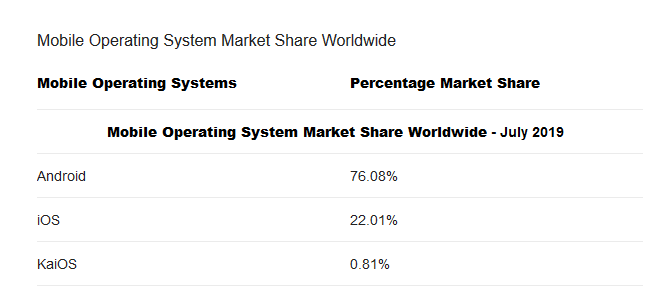 Mobile Operating System Market Share Worldwide
Mobile Operating Systems Percentage Market Share
Mobile Operating System Market Share Worldwide - July 2019
Android 76.08%
iOS 22.01%
KaiOS 0.81%